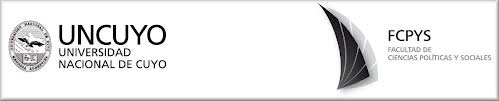 UNCUYO
UNIVERSIDAD
NACIONAL DE CUYO
FCPYS
FACULTAD DE
CIENCIAS POLÍTICAS Y SOCIALES